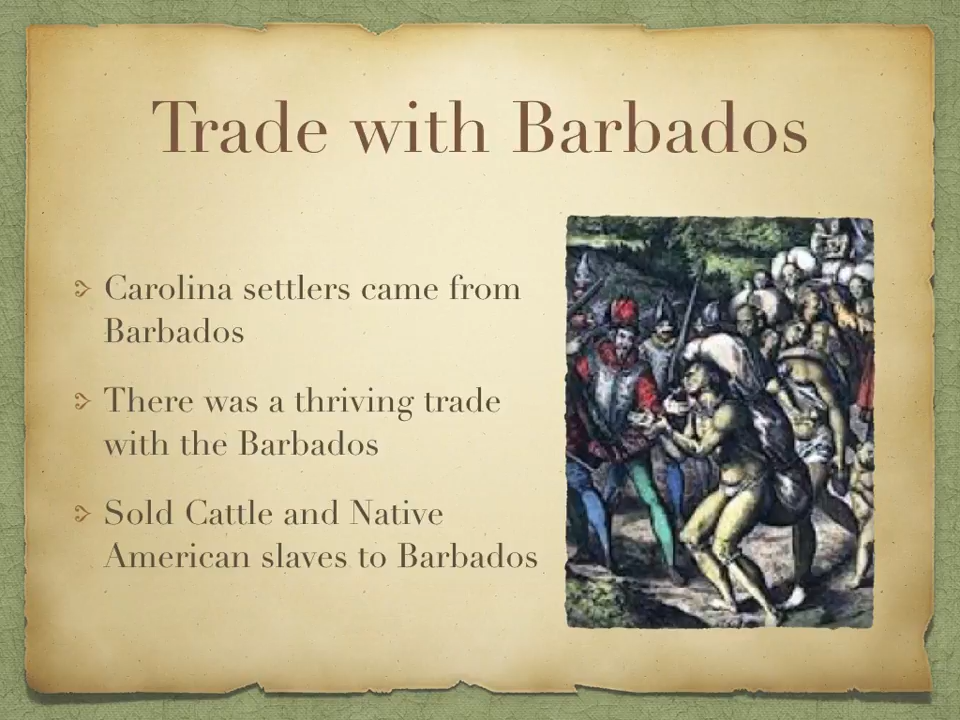 Trade with Barbados
Carolina settlers came from
Barbados
There was a thriving trade
with the Barbados
Sold Cattle and Native
American slaves to Barbados